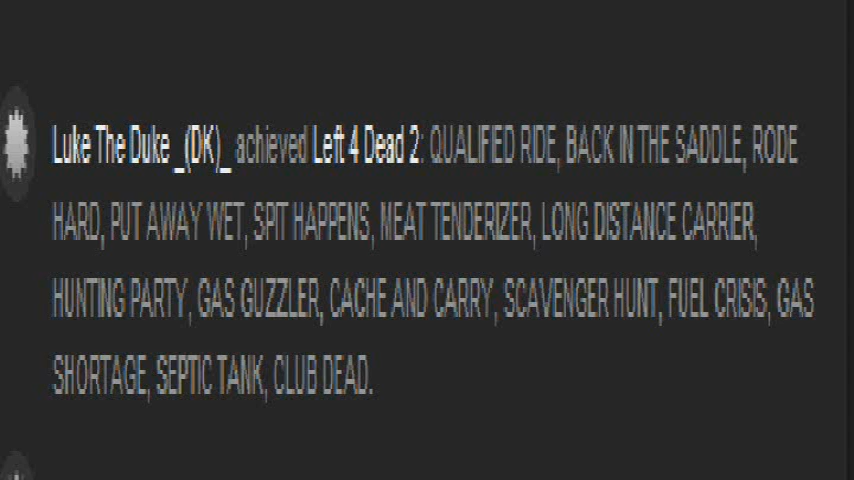 Luke The Duke _(DK)_ achieved Left 4 Dead 2: QUALIFIED RIDE, BACK IN THE SADDLE, RODE
HARD, PUT AWAY WET, SPIT HAPPENS, MEAT TENDERIZER, LONG DISTANCE CARRIER,
HUNTING PARTY, GAS GUZZLER, CACHE AND CARRY, SCAVENGER HUNT, FUEL CRISIS, GAS
SHORTAGE, SEPTIC TANK, CLUB DEAD.